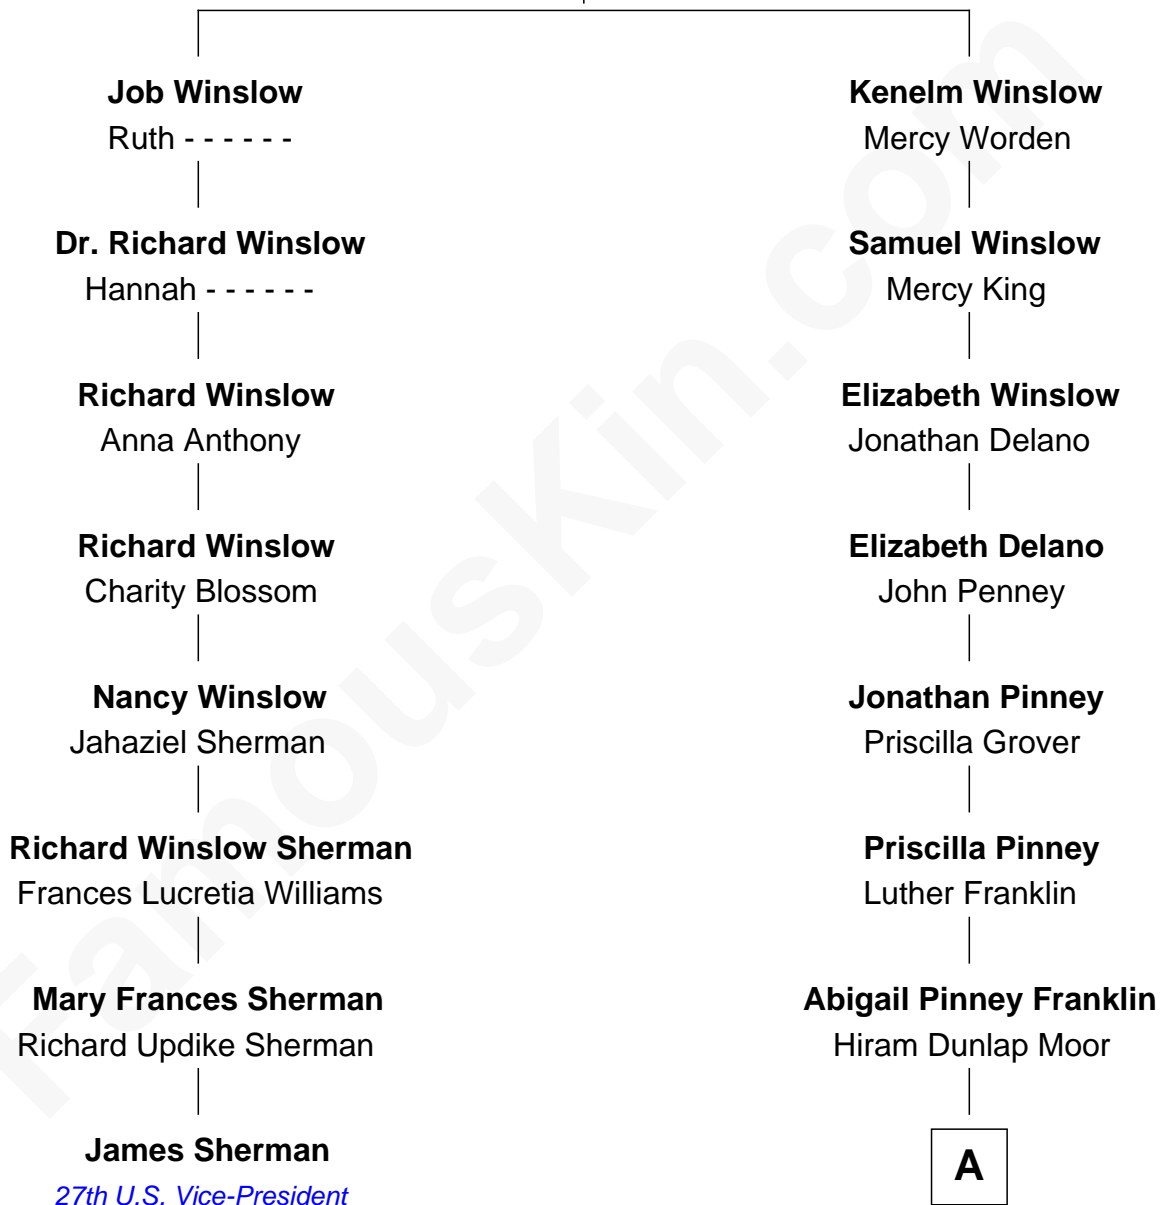 Job Winslow
Ruth - - - - - -
Kenelm Winslow
Mercy Worden
Dr. Richard Winslow
Hannah - - - - - -
Samuel Winslow
Mercy King
Richard Winslow
Anna Anthony
Elizabeth Winslow
Jonathan Delano
Richard Winslow
Charity Blossom
Elizabeth Delano
John Penney
Nancy Winslow
Jahaziel Sherman
Jonathan Pinney
Priscilla Grover
Richard Winslow Sherman
Frances Lucretia Williams
Priscilla Pinney
Luther Franklin
Mary Frances Sherman
Richard Updike Sherman
Abigail Pinney Franklin
Hiram Dunlap Moor
James Sherman
27th U.S. Vice-President
A
FamousKin.com